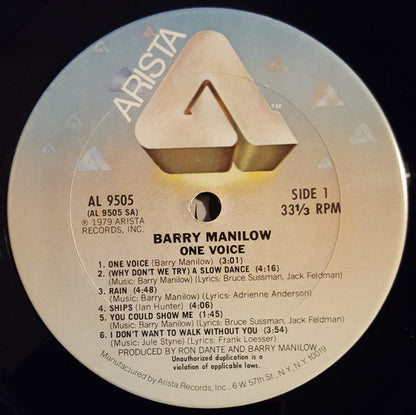 ARISTA
TM
AL 9505
(AL 9505 SA)
℗ 1979 ARISTA
RECORDS, INC.
SIDE 1
33⅓ RPM
BARRY MANILOW
ONE VOICE
1. ONE VOICE (Barry Manilow) (3:01)
2. (WHY DON'T WE TRY) A SLOW DANCE (4:16)
(Music: Barry Manilow) (Lyrics: Bruce Sussman, Jack Feldman)
3. RAIN (4:48)
(Music: Barry Manilow) (Lyrics: Adrienne Anderson)
4. SHIPS (Ian Hunter) (4:06)
5. YOU COULD SHOW ME (1:45)
(Music: Barry Manilow) (Lyrics: Bruce Sussman, Jack Feldman)
6. I DON'T WANT TO WALK WITHOUT YOU (3:54)
(Music: Jule Styne) (Lyrics: Frank Loesser)
PRODUCED BY RON DANTE AND BARRY MANILOW
Unauthorized duplication is a
violation of applicable laws.
Manufactured by Arista Records, Inc., 6 W. 57th St., N.Y., N.Y. 10019